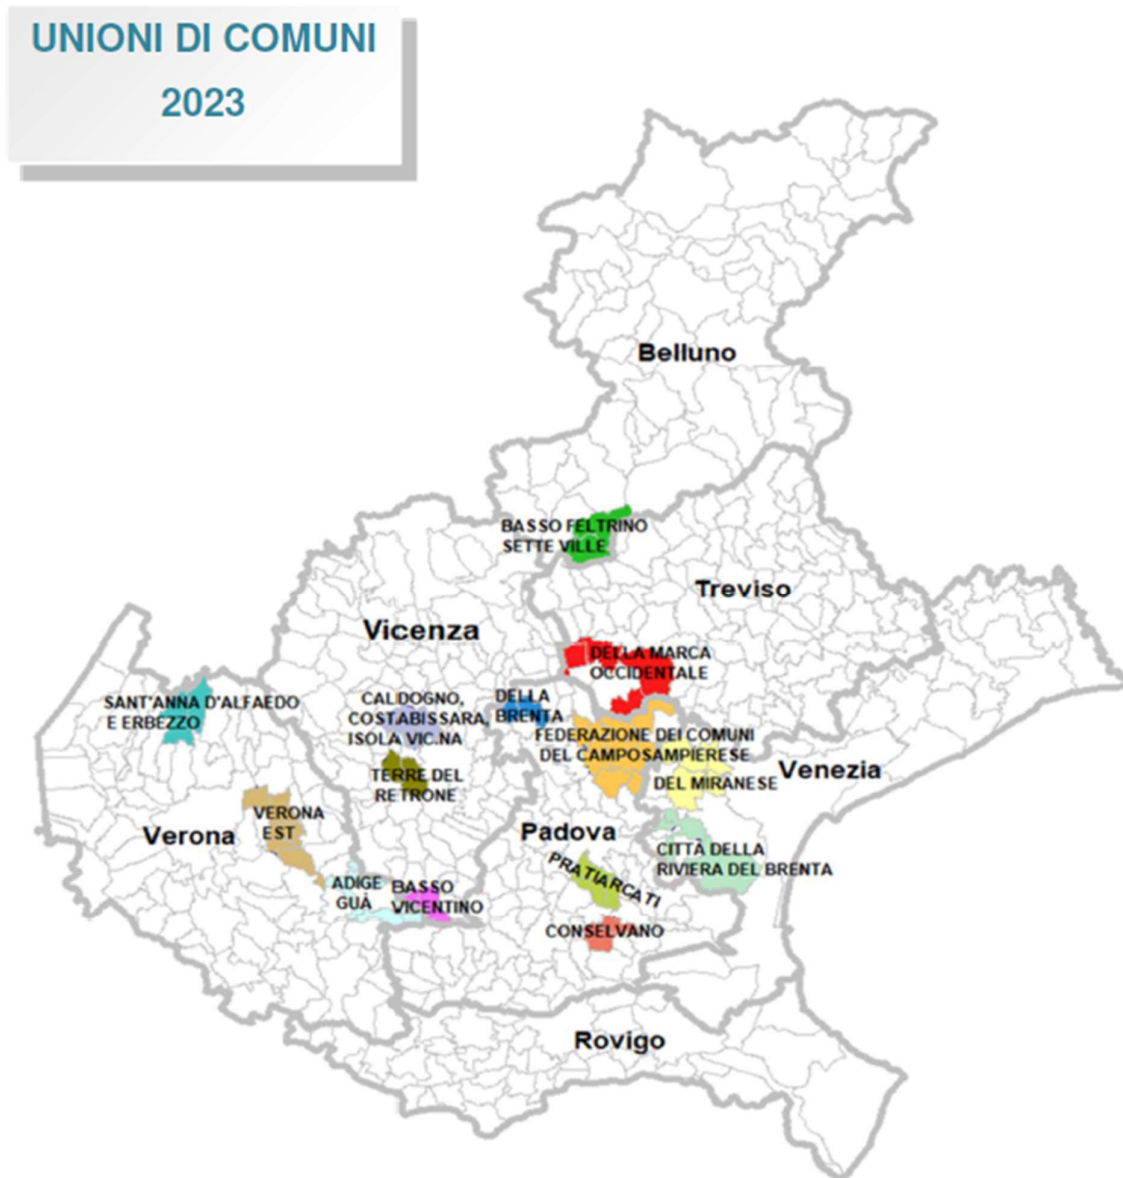 UNIONI DI COMUNI
2023
Belluno
BASSO FELTRINO
SETTE VILLE
Treviso
Vicenza
DELLA MARCA
OCCIDENTALE
SANT'ANNA D'ALFAEDO
E ERBEZZO
CALDOGNO,
COSTABISSARA,
ISOLA VIC.NA
DELLA
BRENTA
FEDERAZIONE DEI COMUNI
DEL CAMPOSAMPIERESE
Venezia
TERRE DEL
RETRONE
DEL MIRANESE
VERONA
EST
Verona
Padova
CITTÀ DELLA
RIVIERA DEL BRENTA
PRATIARCATI
ADIGE
GUÀ
BASSO
VICENTINO
CONSELVANO
Rovigo